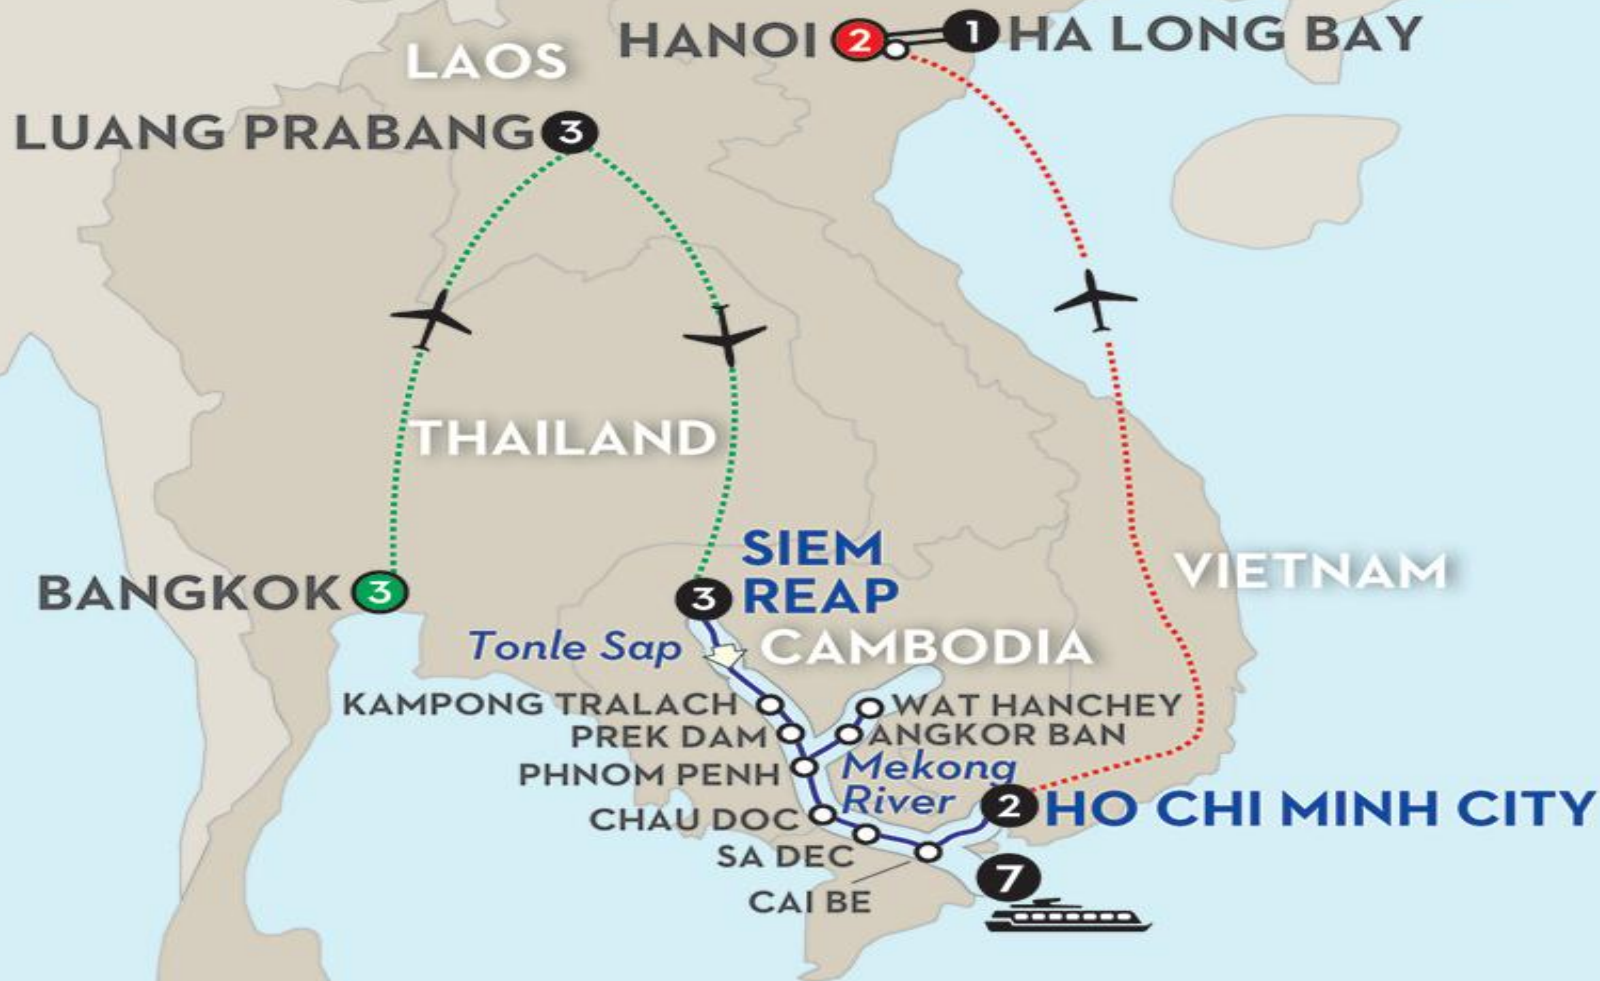 HANOI 2 1 HA LONG BAY
LAOS
LUANG PRABANG 3
THAILAND
SIEM
REAP
3
BANGKOK 3
VIETNAM
Tonle Sap
CAMBODIA
KAMPONG TRALACH
WAT HANCHEY
PREK DAM
ANGKOR BAN
PHNOM PENH
Mekong
River
2 HO CHI MINH CITY
CHAU DOC
SA DEC
CAI BE
7